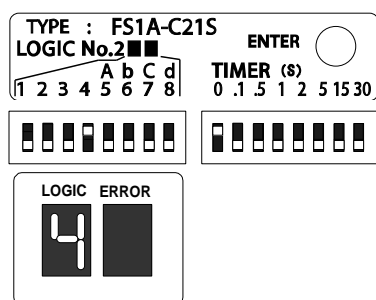 TYPE : FS1A-C21S
LOGIC No.2■■
A b C d
1 2 3 4 5 6 7 8
ENTER
TIMER (S)
0 .1 .5 1 2 5 15 30
LOGIC ERROR
4